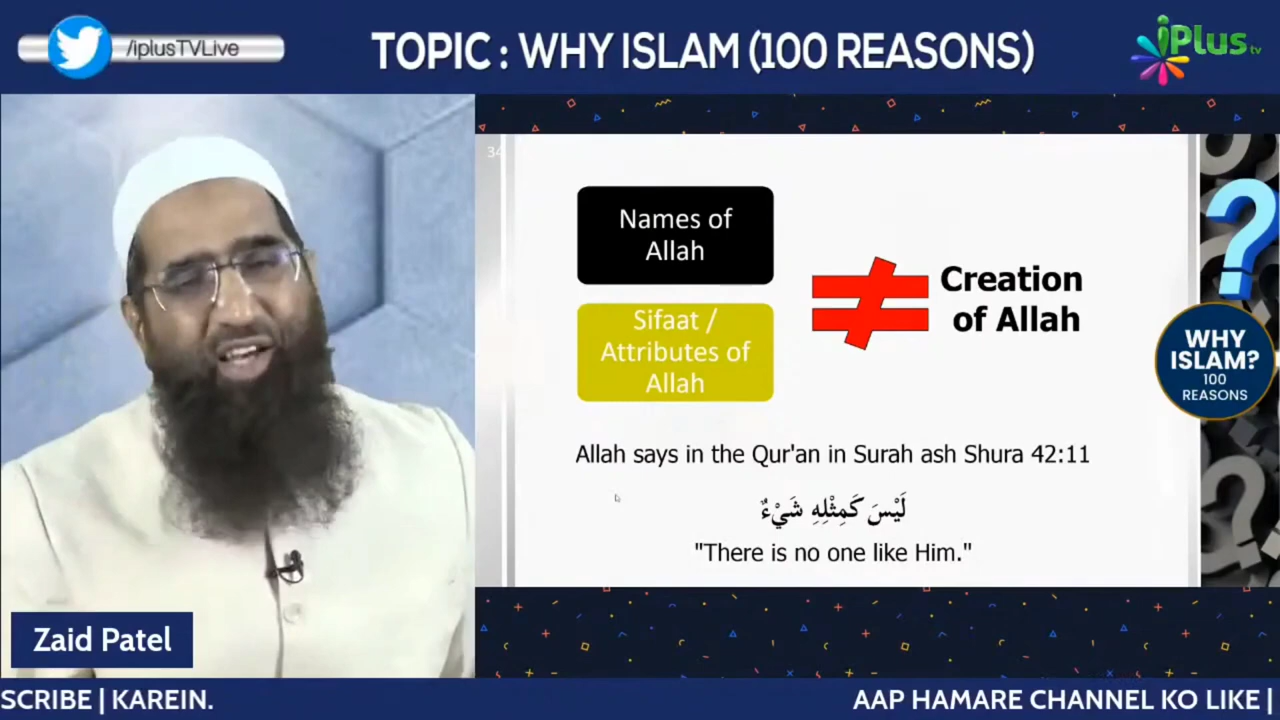 /iplusTVLive
TOPIC : WHY ISLAM (100 REASONS)
iPlus tv
34
Names of
Allah
Sifaat /
Attributes of
Allah
Creation
of Allah
WHY
ISLAM?
100
REASONS
Allah says in the Qur'an in Surah ash Shura 42:11
لَيْسَ كَمِثْلِهِ شَيْءٌ
"There is no one like Him."
Zaid Patel
SCRIBE | KAREIN.
AAP HAMARE CHANNEL KO LIKE |